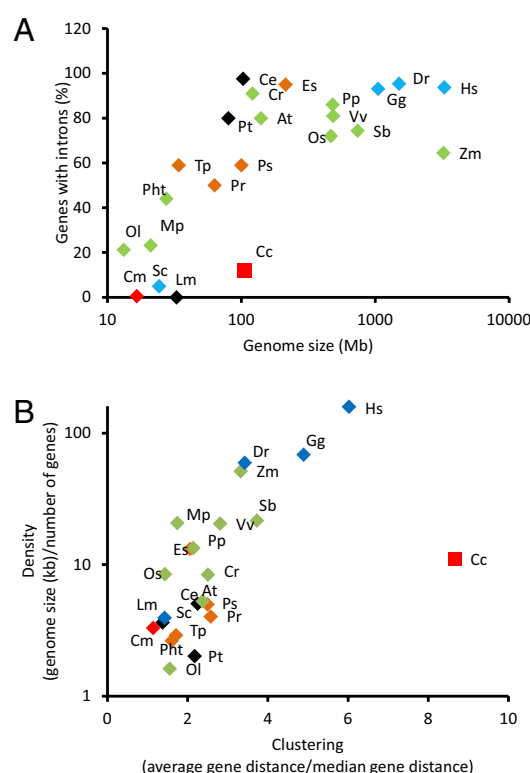 A
Genes with introns (%)
120
100
80
60
40
20
0
Ce
Cr
Es
Dr
Hs
Gg
Pp
Vv
Pt
At
Os
Sb
Zm
Tp
Ps
Pht
Pr
Ol
Mp
Cc
Cm
Sc
Lm
10
100
1000
10000
Genome size (Mb)
B
Density
(genome size (kb)/number of genes)
100
10
1
Hs
Dr
Gg
Zm
Mp
Vv
Sb
Es
Pp
Cc
Os
Cr
Ce
At
Lm
Sc
Ps
Pr
Cm
Tp
Pht
Pt
Ol
0
2
4
6
8
10
Clustering
(average gene distance/median gene distance)